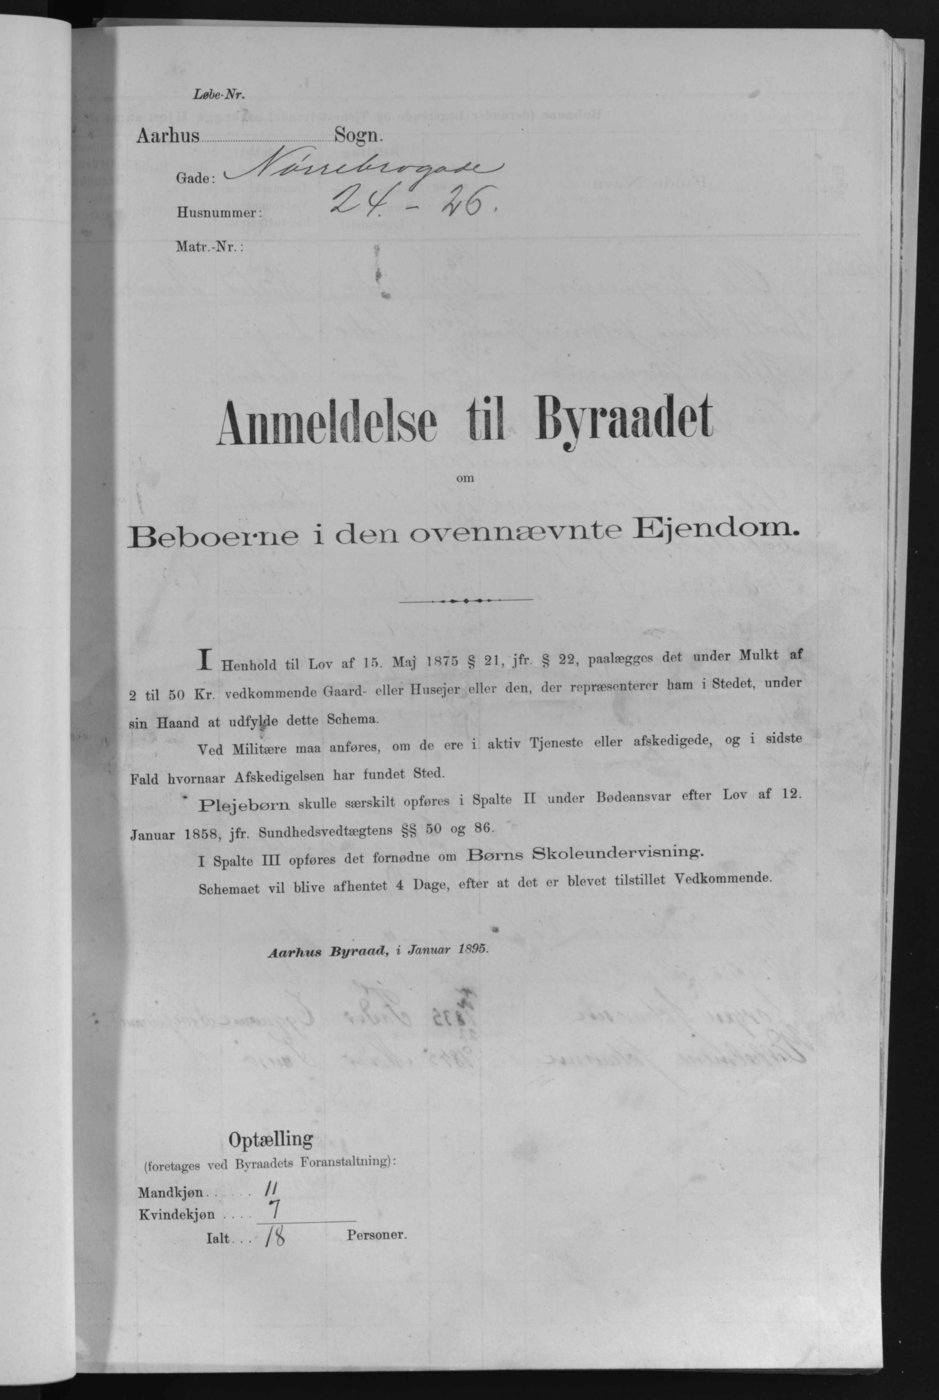 Løbe-Nr.
Aarhus Sogn.
Gade: Nörrebrogade
Husnummer: 24. - 26.
Matr.-Nr.:
Anmeldelse til Byraadet
om
Beboerne i den ovennævnte Ejendom.
I Henhold til Lov af 15. Maj 1875 § 21, jfr. § 22, paalægges det under Mulkt af
2 til 50 Kr. vedkommende Gaard- eller Husejer eller den, der repræsenterer ham i Stedet, under
sin Haand at udfylde dette Schema.
Ved Militære maa anføres, om de ere i aktiv Tjeneste eller afskedigede, og i sidste
Fald hvornaar Afskedigelsen har fundet Sted.
Plejebørn skulle særskilt opføres i Spalte II under Bødeansvar efter Lov af 12.
Januar 1858, jfr. Sundhedsvedtægtens §§ 50 og 86.
I Spalte III opføres det fornødne om Børns Skoleundervisning.
Schemaet vil blive afhentet 4 Dage, efter at det er blevet tilstillet Vedkommende.
Aarhus Byraad, i Januar 1895.
Optælling
(foretages ved Byraadets Foranstaltning):
Mandkjøn...... 11
Kvindekjøn .... 7
Ialt... 18 Personer.